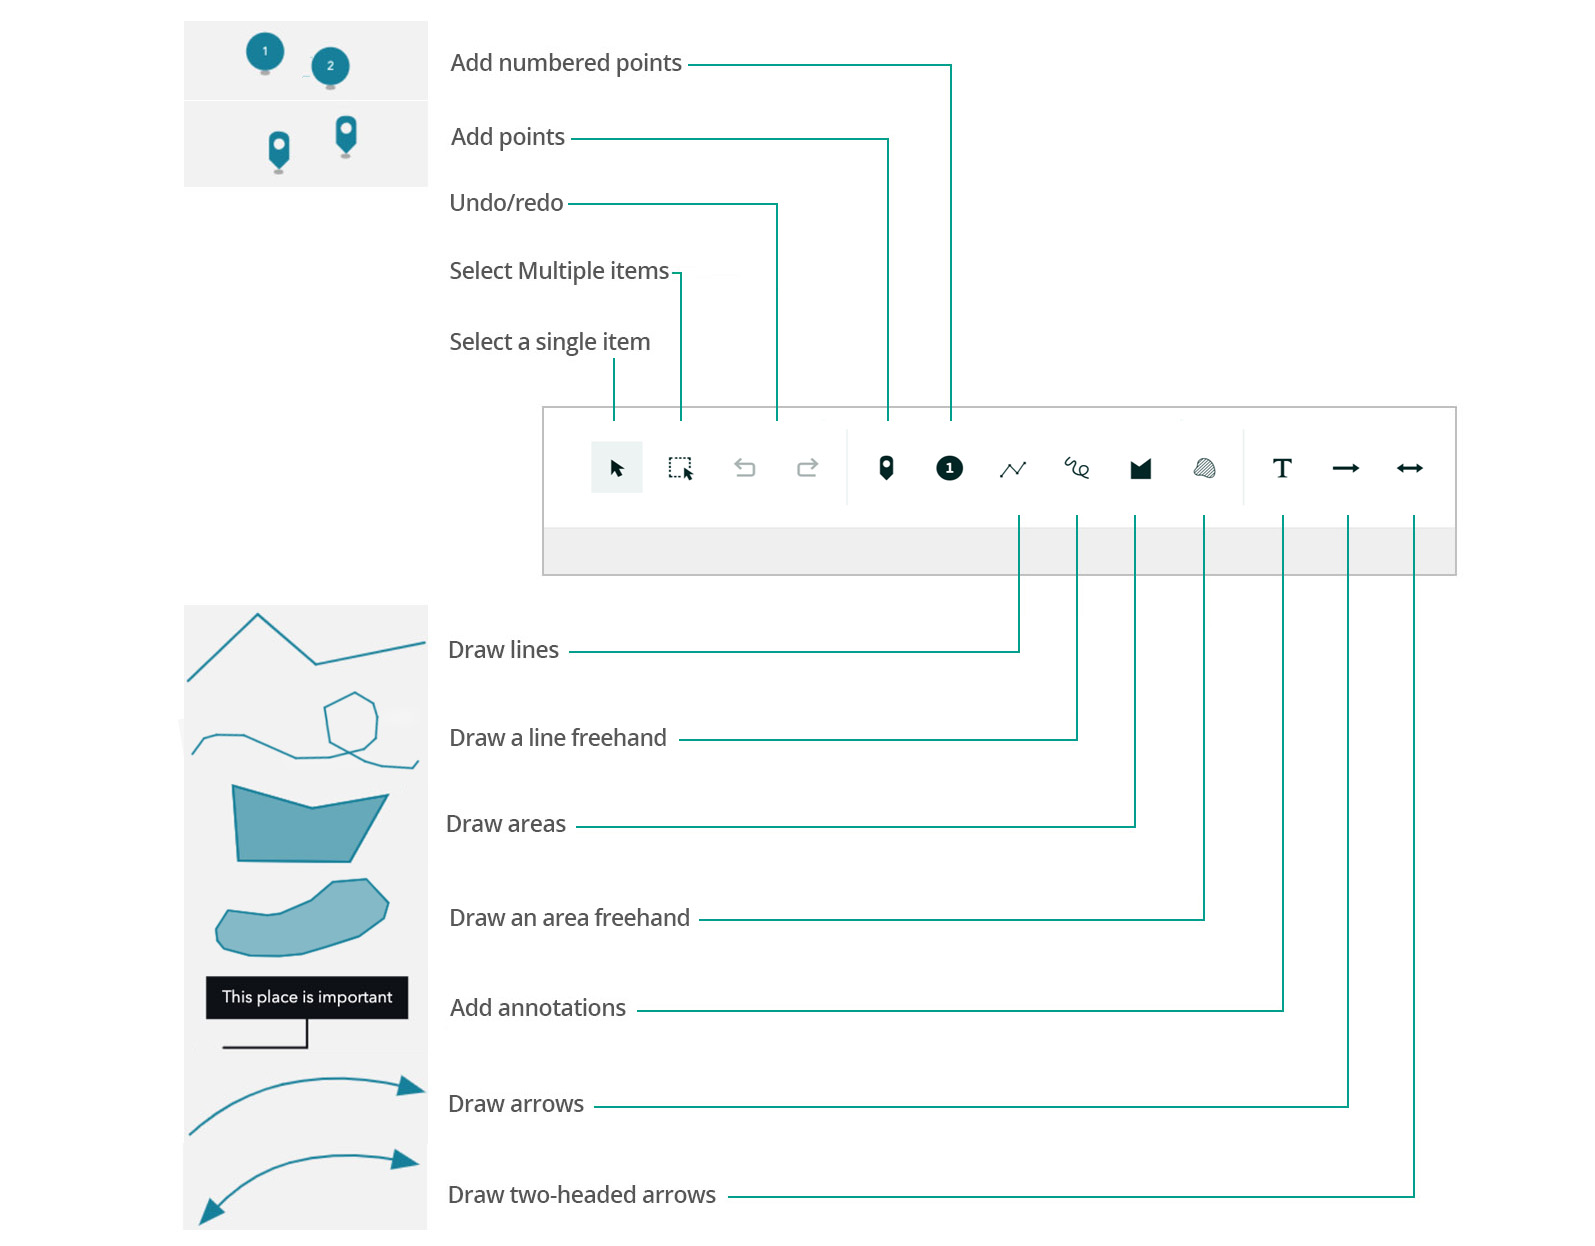 1
2
Add numbered points
Add points
Undo/redo
Select Multiple items
Select a single item
1
T
Draw lines
Draw a line freehand
Draw areas
Draw an area freehand
This place is important
Add annotations
Draw arrows
Draw two-headed arrows